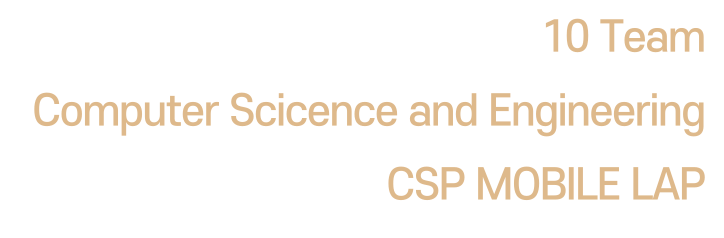 10 Team
Computer Scicence and Engineering
CSP MOBILE LAP